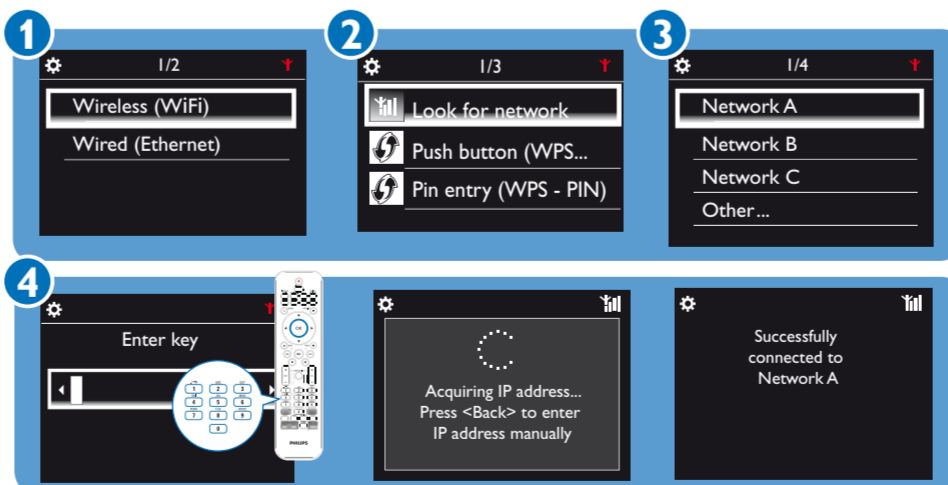 1
2
3
1/2
Wireless (WiFi)
Wired (Ethernet)
1/3
Look for network
Push button (WPS...
Pin entry (WPS - PIN)
1/4
Network A
Network B
Network C
Other...
4
Enter key
OK
1 2 3
4 5 6
7 8 9
0
PHILIPS
Acquiring IP address...
Press <Back> to enter
IP address manually
Successfully
connected to
Network A